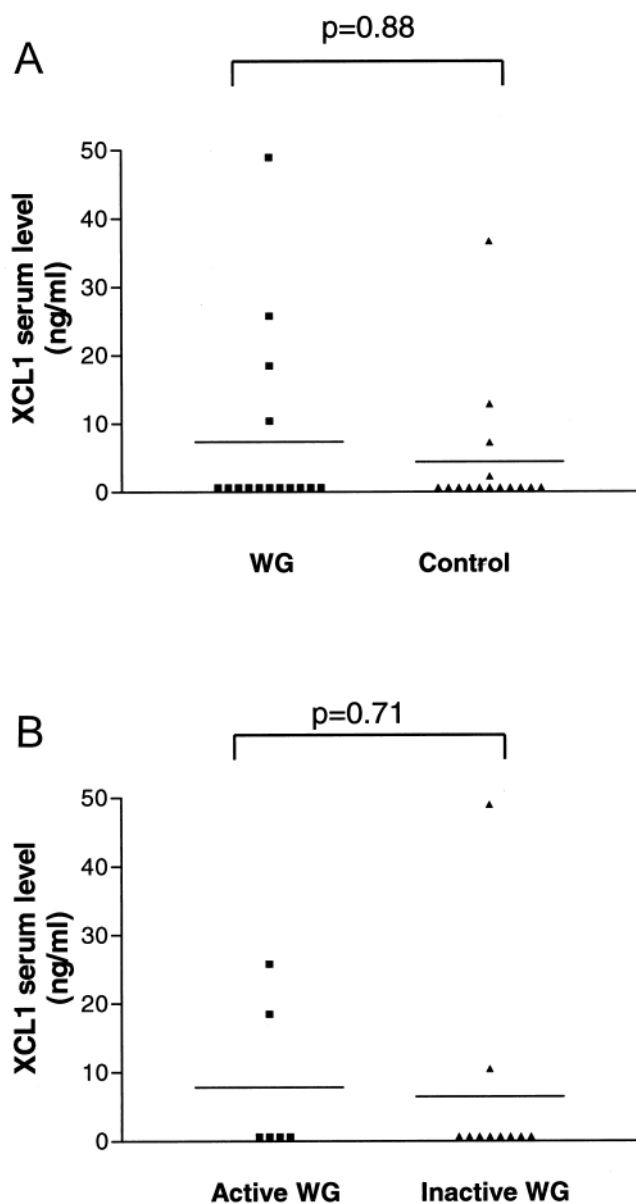 A
p=0.88
XCL1 serum level
(ng/ml)
50
40
30
20
10
0
WG
Control
B
p=0.71
XCL1 serum level
(ng/ml)
50
40
30
20
10
0
Active WG
Inactive WG